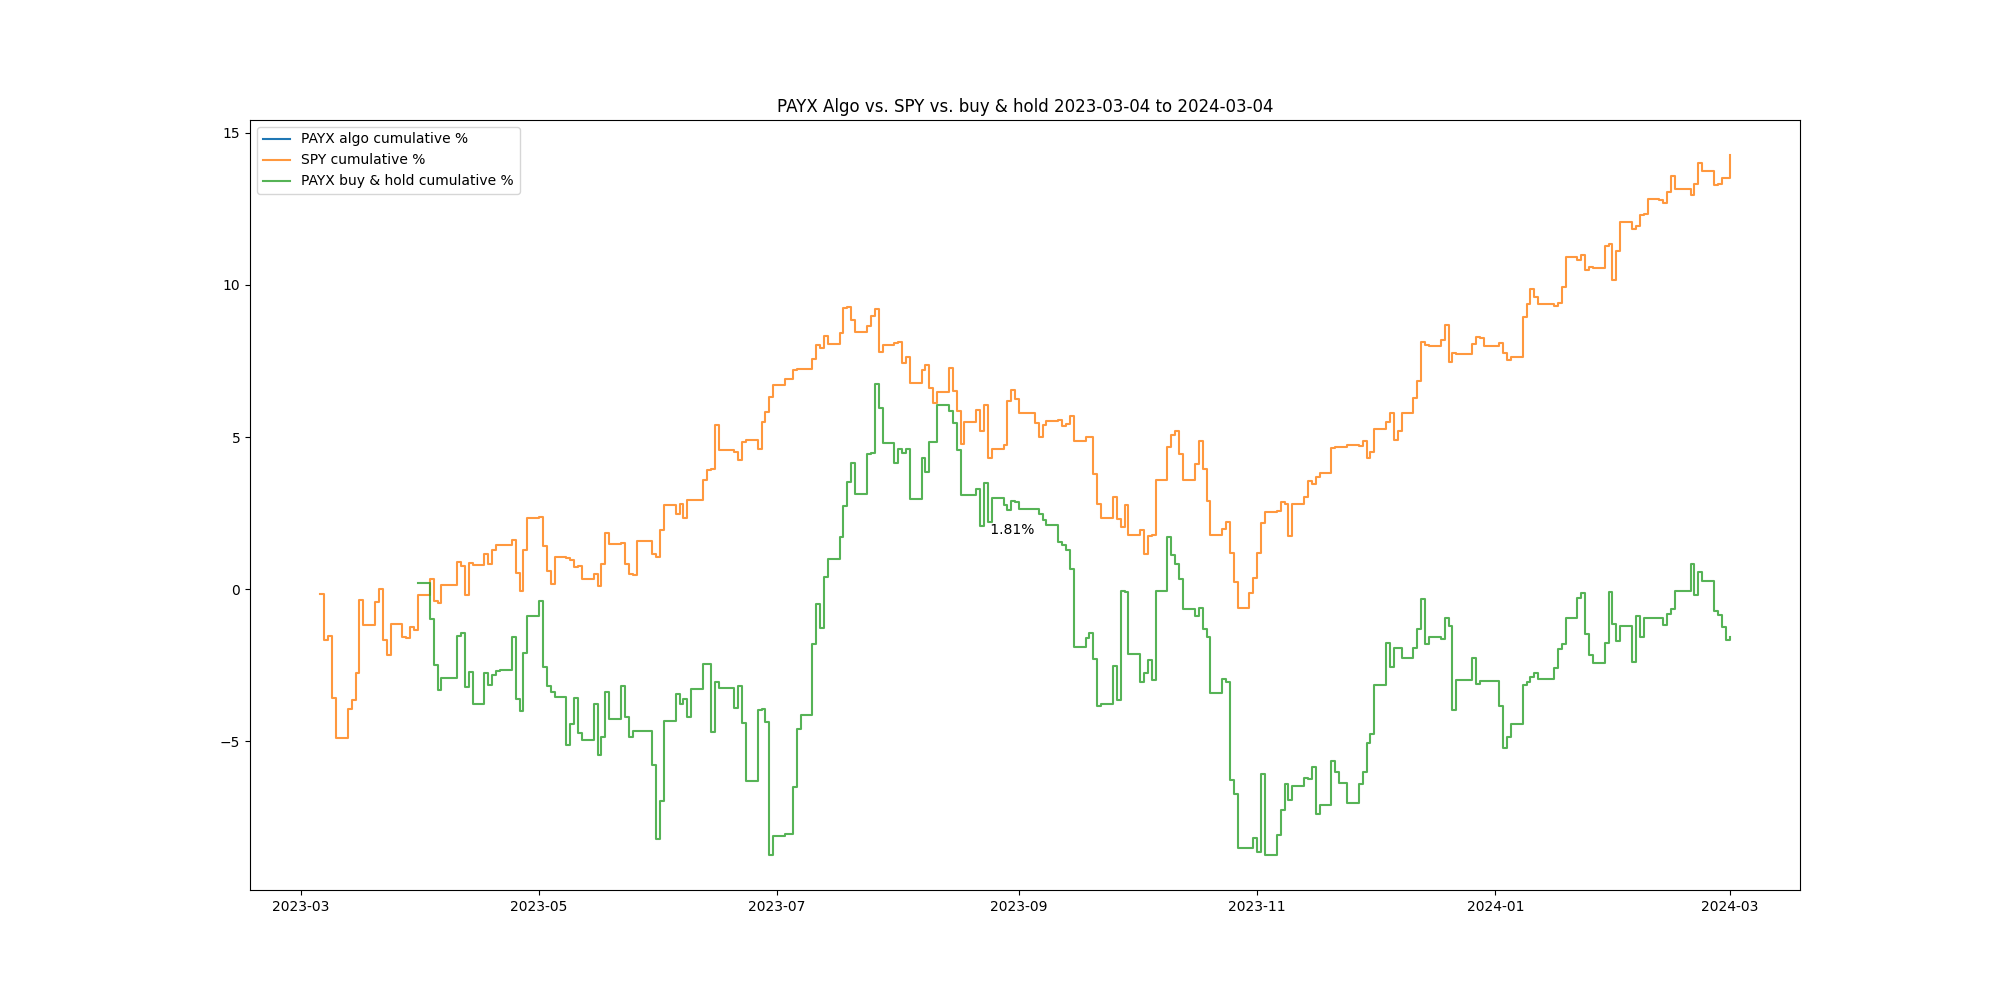 PAYX Algo vs. SPY vs. buy & hold 2023-03-04 to 2024-03-04
PAYX algo cumulative %
SPY cumulative %
PAYX buy & hold cumulative %
15
10
5
0
−5
1.81%
2023-03 2023-05 2023-07 2023-09 2023-11 2024-01 2024-03